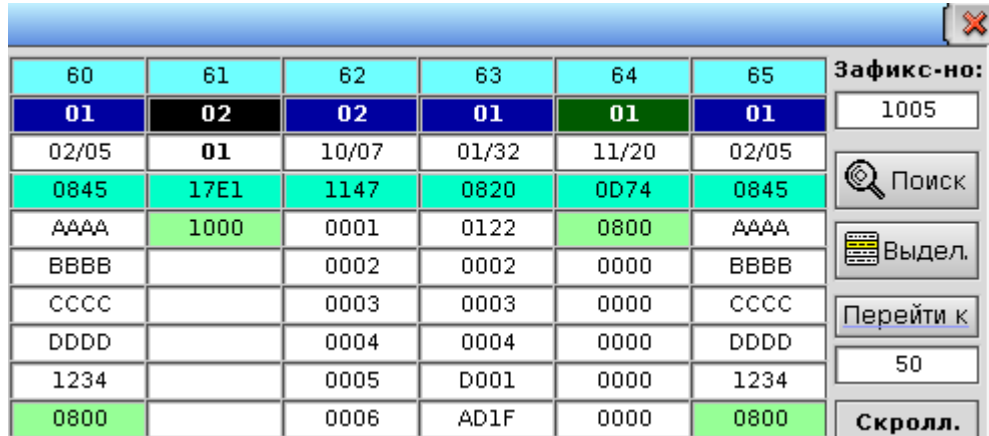 60 61 62 63 64 65 Зафикс-но:
01 02 02 01 01 01 1005
02/05 01 10/07 01/32 11/20 02/05
0845 17E1 1147 0820 0D74 0845 Поиск
AAAA 1000 0001 0122 0800 AAAA
BBBB 0002 0002 0000 BBBB Выдел.
CCCC 0003 0003 0000 CCCC Перейти к
DDDD 0004 0004 0000 DDDD
1234 0005 D001 0000 1234 50
0800 0006 AD1F 0000 0800 Скролл.